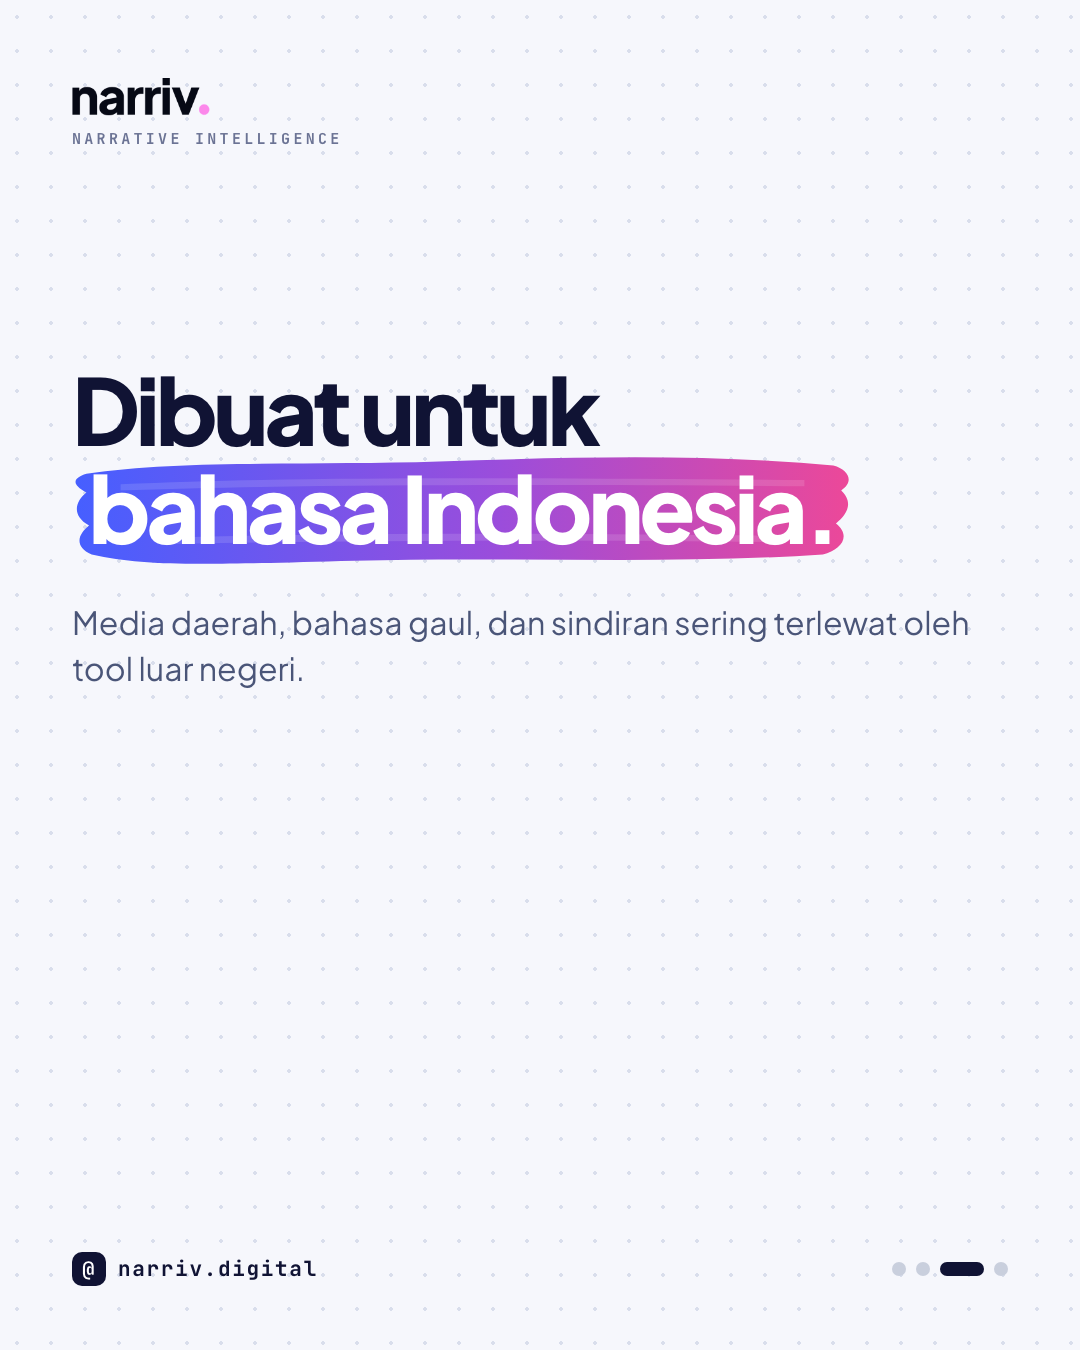 narriv.
NARRATIVE INTELLIGENCE
Dibuat untuk
bahasa Indonesia.
Media daerah, bahasa gaul, dan sindiran sering terlewat oleh
tool luar negeri.
@ narriv.digital